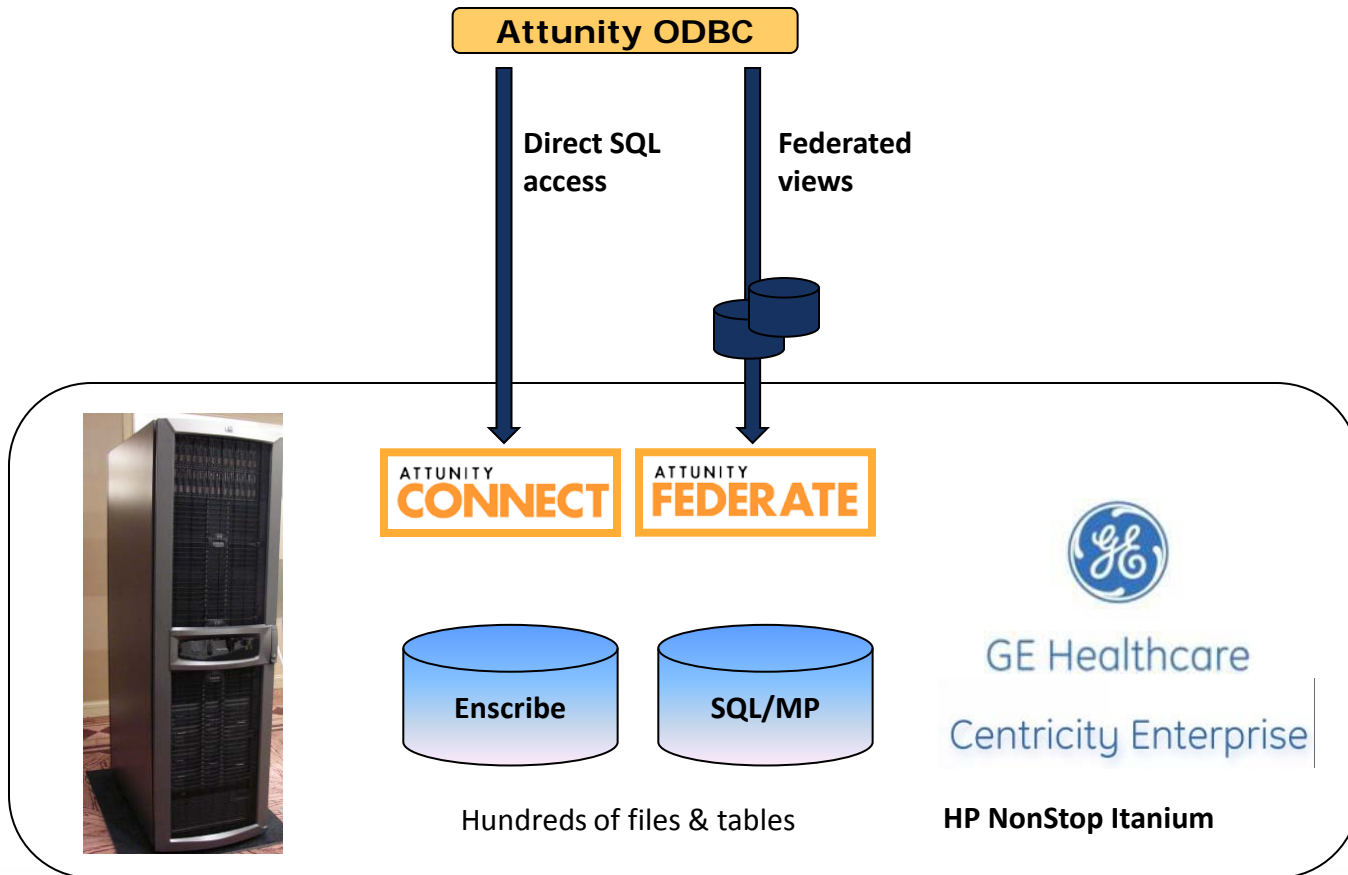 Attunity ODBC
Direct SQL
access
Federated
views
ATTUNITY
CONNECT
ATTUNITY
FEDERATE
GE
GE Healthcare
Centricity Enterprise
Enscribe
SQL/MP
Hundreds of files & tables
HP NonStop Itanium